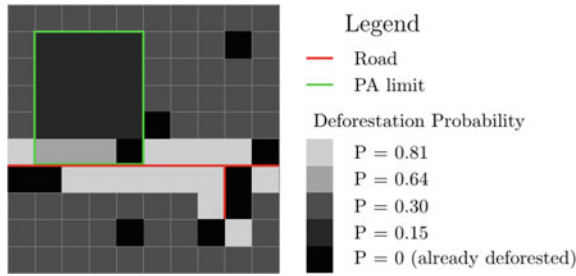 Legend
Road
PA limit
Deforestation Probability
P = 0.81
P = 0.64
P = 0.30
P = 0.15
P = 0 (already deforested)